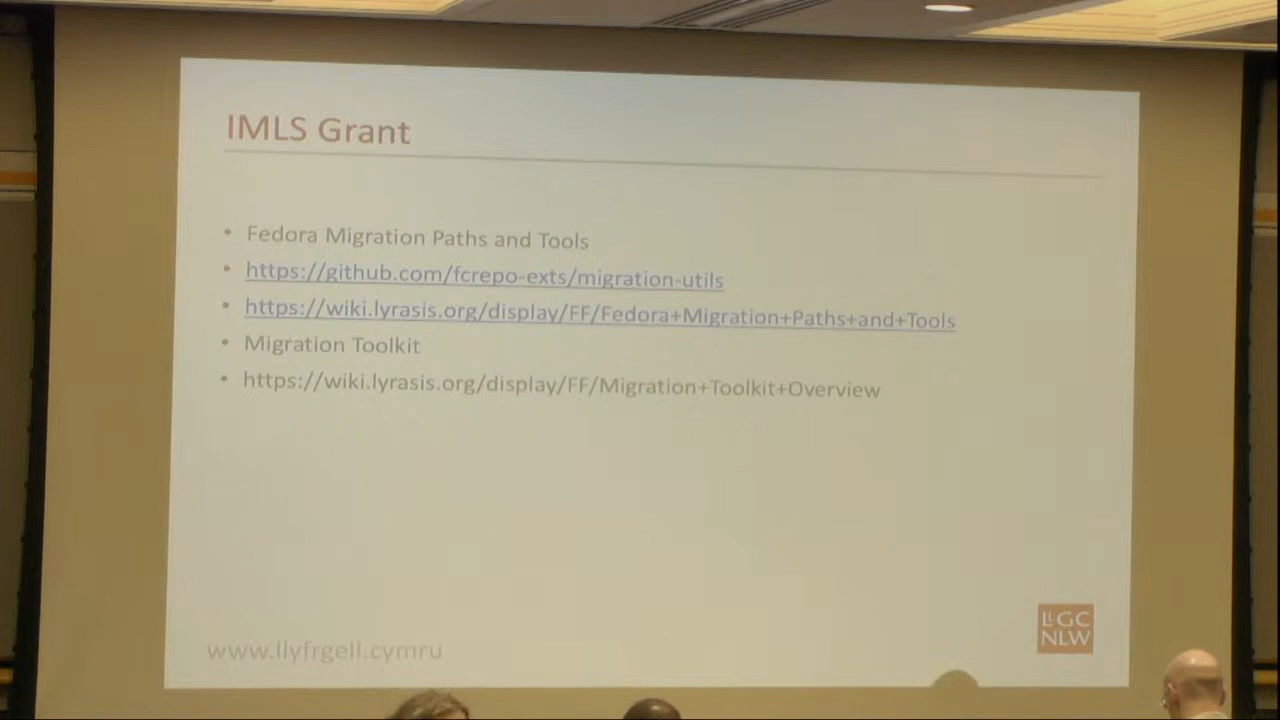 IMLS Grant
• Fedora Migration Paths and Tools
• https://github.com/fcrepo-exts/migration-utils
• https://wiki.lyrasis.org/display/FF/Fedora+Migration+Paths+and+Tools
• Migration Toolkit
• https://wiki.lyrasis.org/display/FF/Migration+Toolkit+Overview
www.llyfrgell.cymru
LlGC
NLW